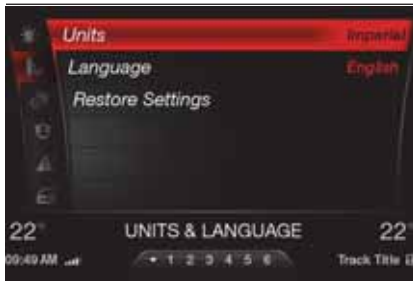 Units Imperial
Language English
Restore Settings
22° UNITS & LANGUAGE 22°
09:49 AM 1 2 3 4 5 6 Track Title